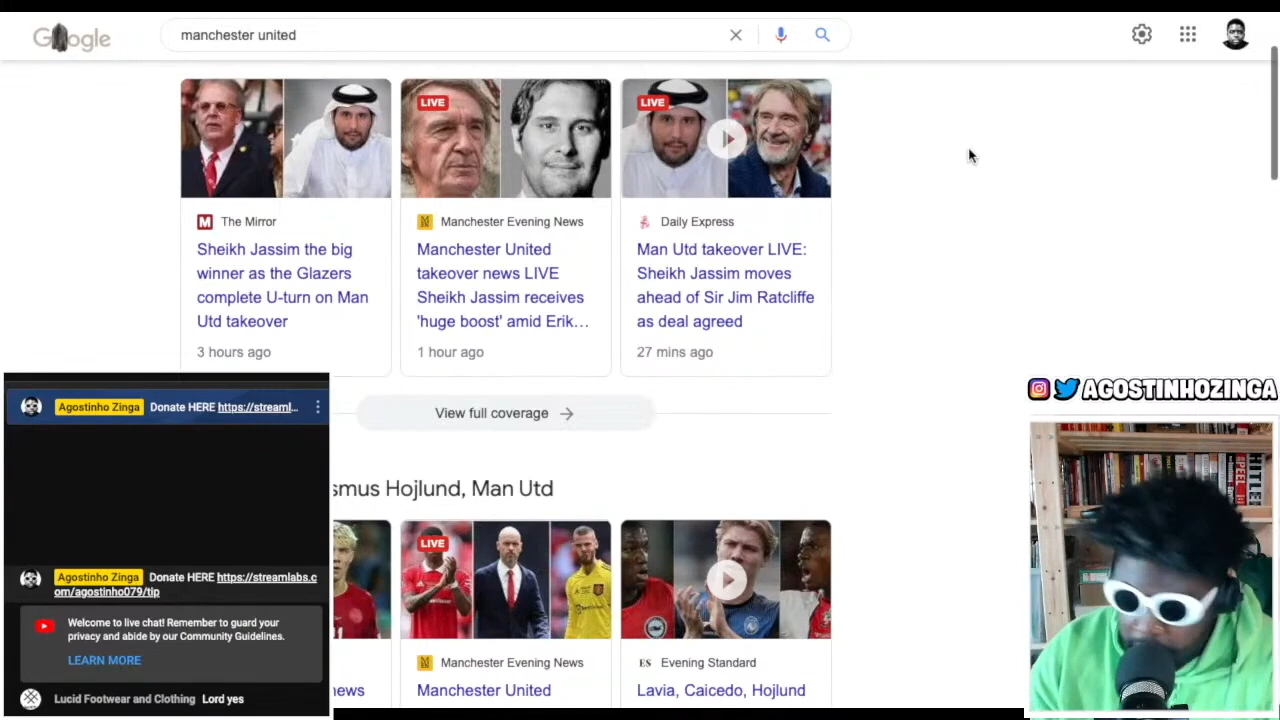 Google
manchester united
LIVE
LIVE
The Mirror
Manchester Evening News
Daily Express
Sheikh Jassim the big
winner as the Glazers
complete U-turn on Man
Utd takeover
Manchester United
takeover news LIVE
Sheikh Jassim receives
'huge boost' amid Erik...
Man Utd takeover LIVE:
Sheikh Jassim moves
ahead of Sir Jim Ratcliffe
as deal agreed
3 hours ago
1 hour ago
27 mins ago
View full coverage
smus Hojlund, Man Utd
LIVE
Manchester Evening News
ES Evening Standard
news
Manchester United
Lavia, Caicedo, Hojlund
Agostinho Zinga Donate HERE https://streaml...
Agostinho Zinga Donate HERE https://streamlabs.c
om/agostinho079/tip
Welcome to live chat! Remember to guard your
privacy and abide by our Community Guidelines.
LEARN MORE
Lucid Footwear and Clothing Lord yes
AGOSTINHOZINGA
PEEL
HITLER